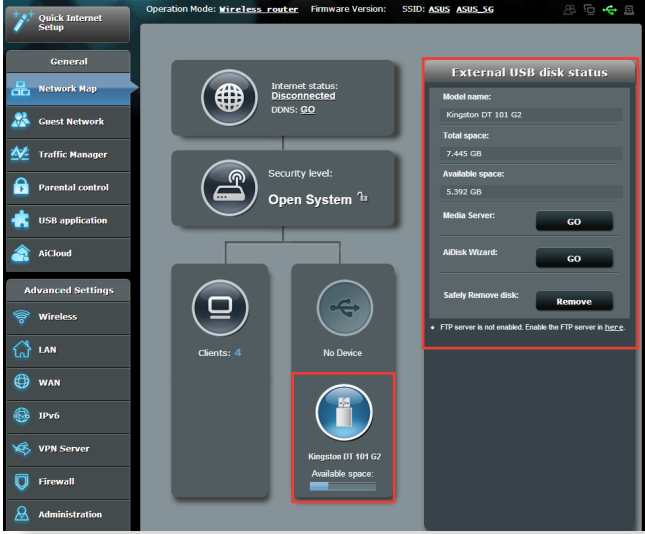 Operation Mode: Wireless router Firmware Version: SSID: ASUS ASUS_5G
Quick Internet
Setup
General
Network Map
Guest Network
Traffic Manager
Parental control
USB application
AiCloud
Advanced Settings
Wireless
LAN
WAN
IPv6
VPN Server
Firewall
Administration
Internet status:
Disconnected
DDNS: GO
Security level:
Open System
Clients: 4
No Device
Kingston DT 101 G2
Available space:
External USB disk status
Model name:
Kingston DT 101 G2
Total space:
7.445 GB
Available space:
5.392 GB
Media Server: GO
AiDisk Wizard: GO
Safely Remove disk: Remove
• FTP server is not enabled. Enable the FTP server in here.